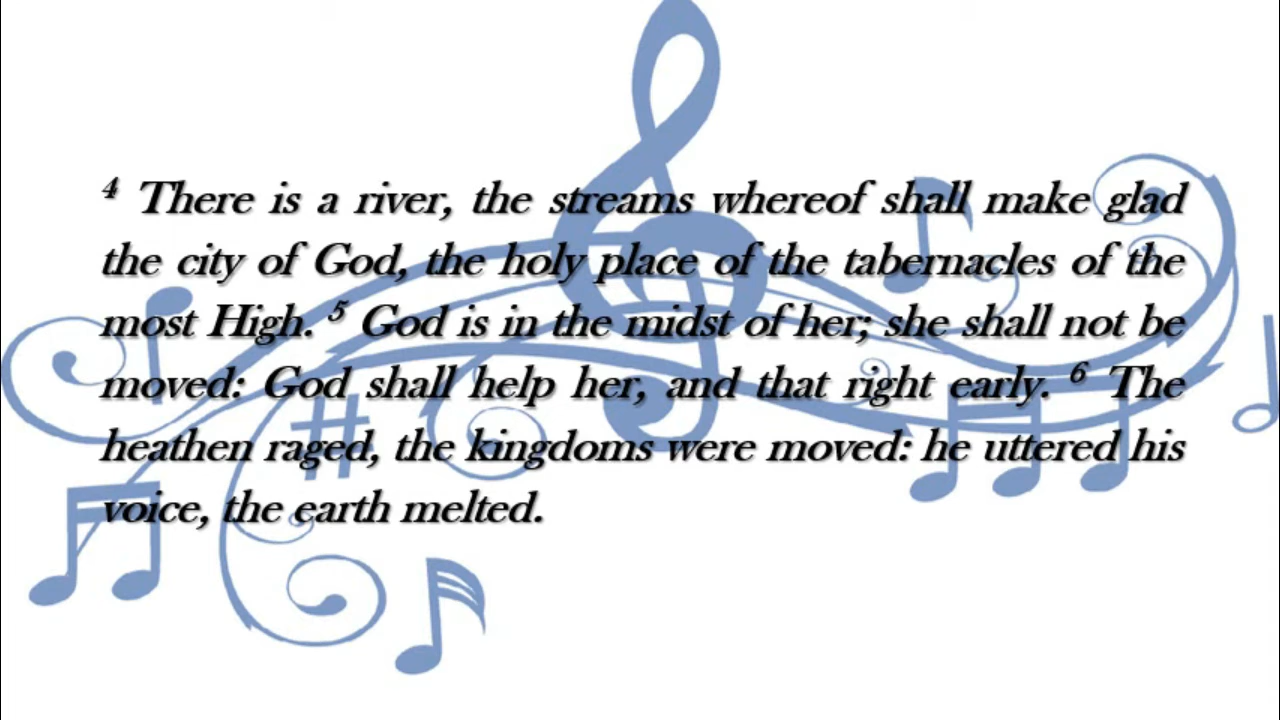 ⁴ There is a river, the streams whereof shall make glad
the city of God, the holy place of the tabernacles of the
most High. ⁵ God is in the midst of her; she shall not be
moved: God shall help her, and that right early. ⁶ The
heathen raged, the kingdoms were moved: he uttered his
voice, the earth melted.